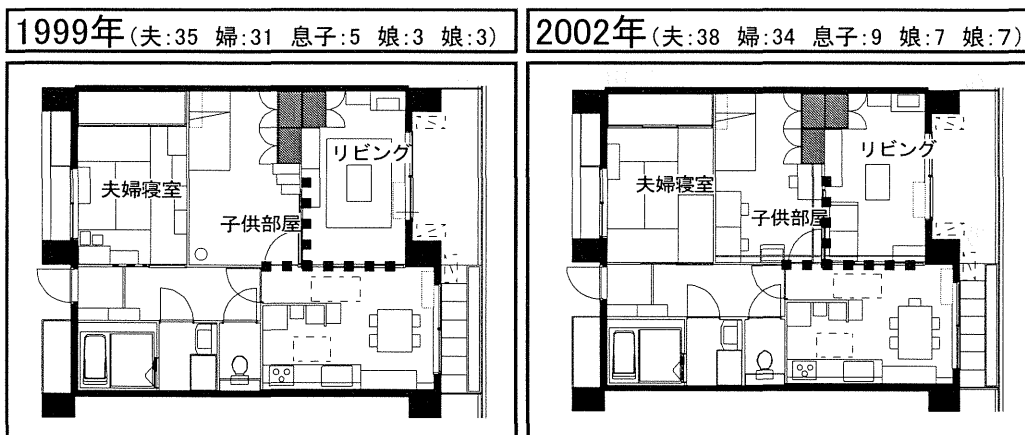 1999年(夫:35 婦:31 息子:5 娘:3 娘:3)
リビング
夫婦寝室
子供部屋
2002年(夫:38 婦:34 息子:9 娘:7 娘:7)
リビング
夫婦寝室
子供部屋